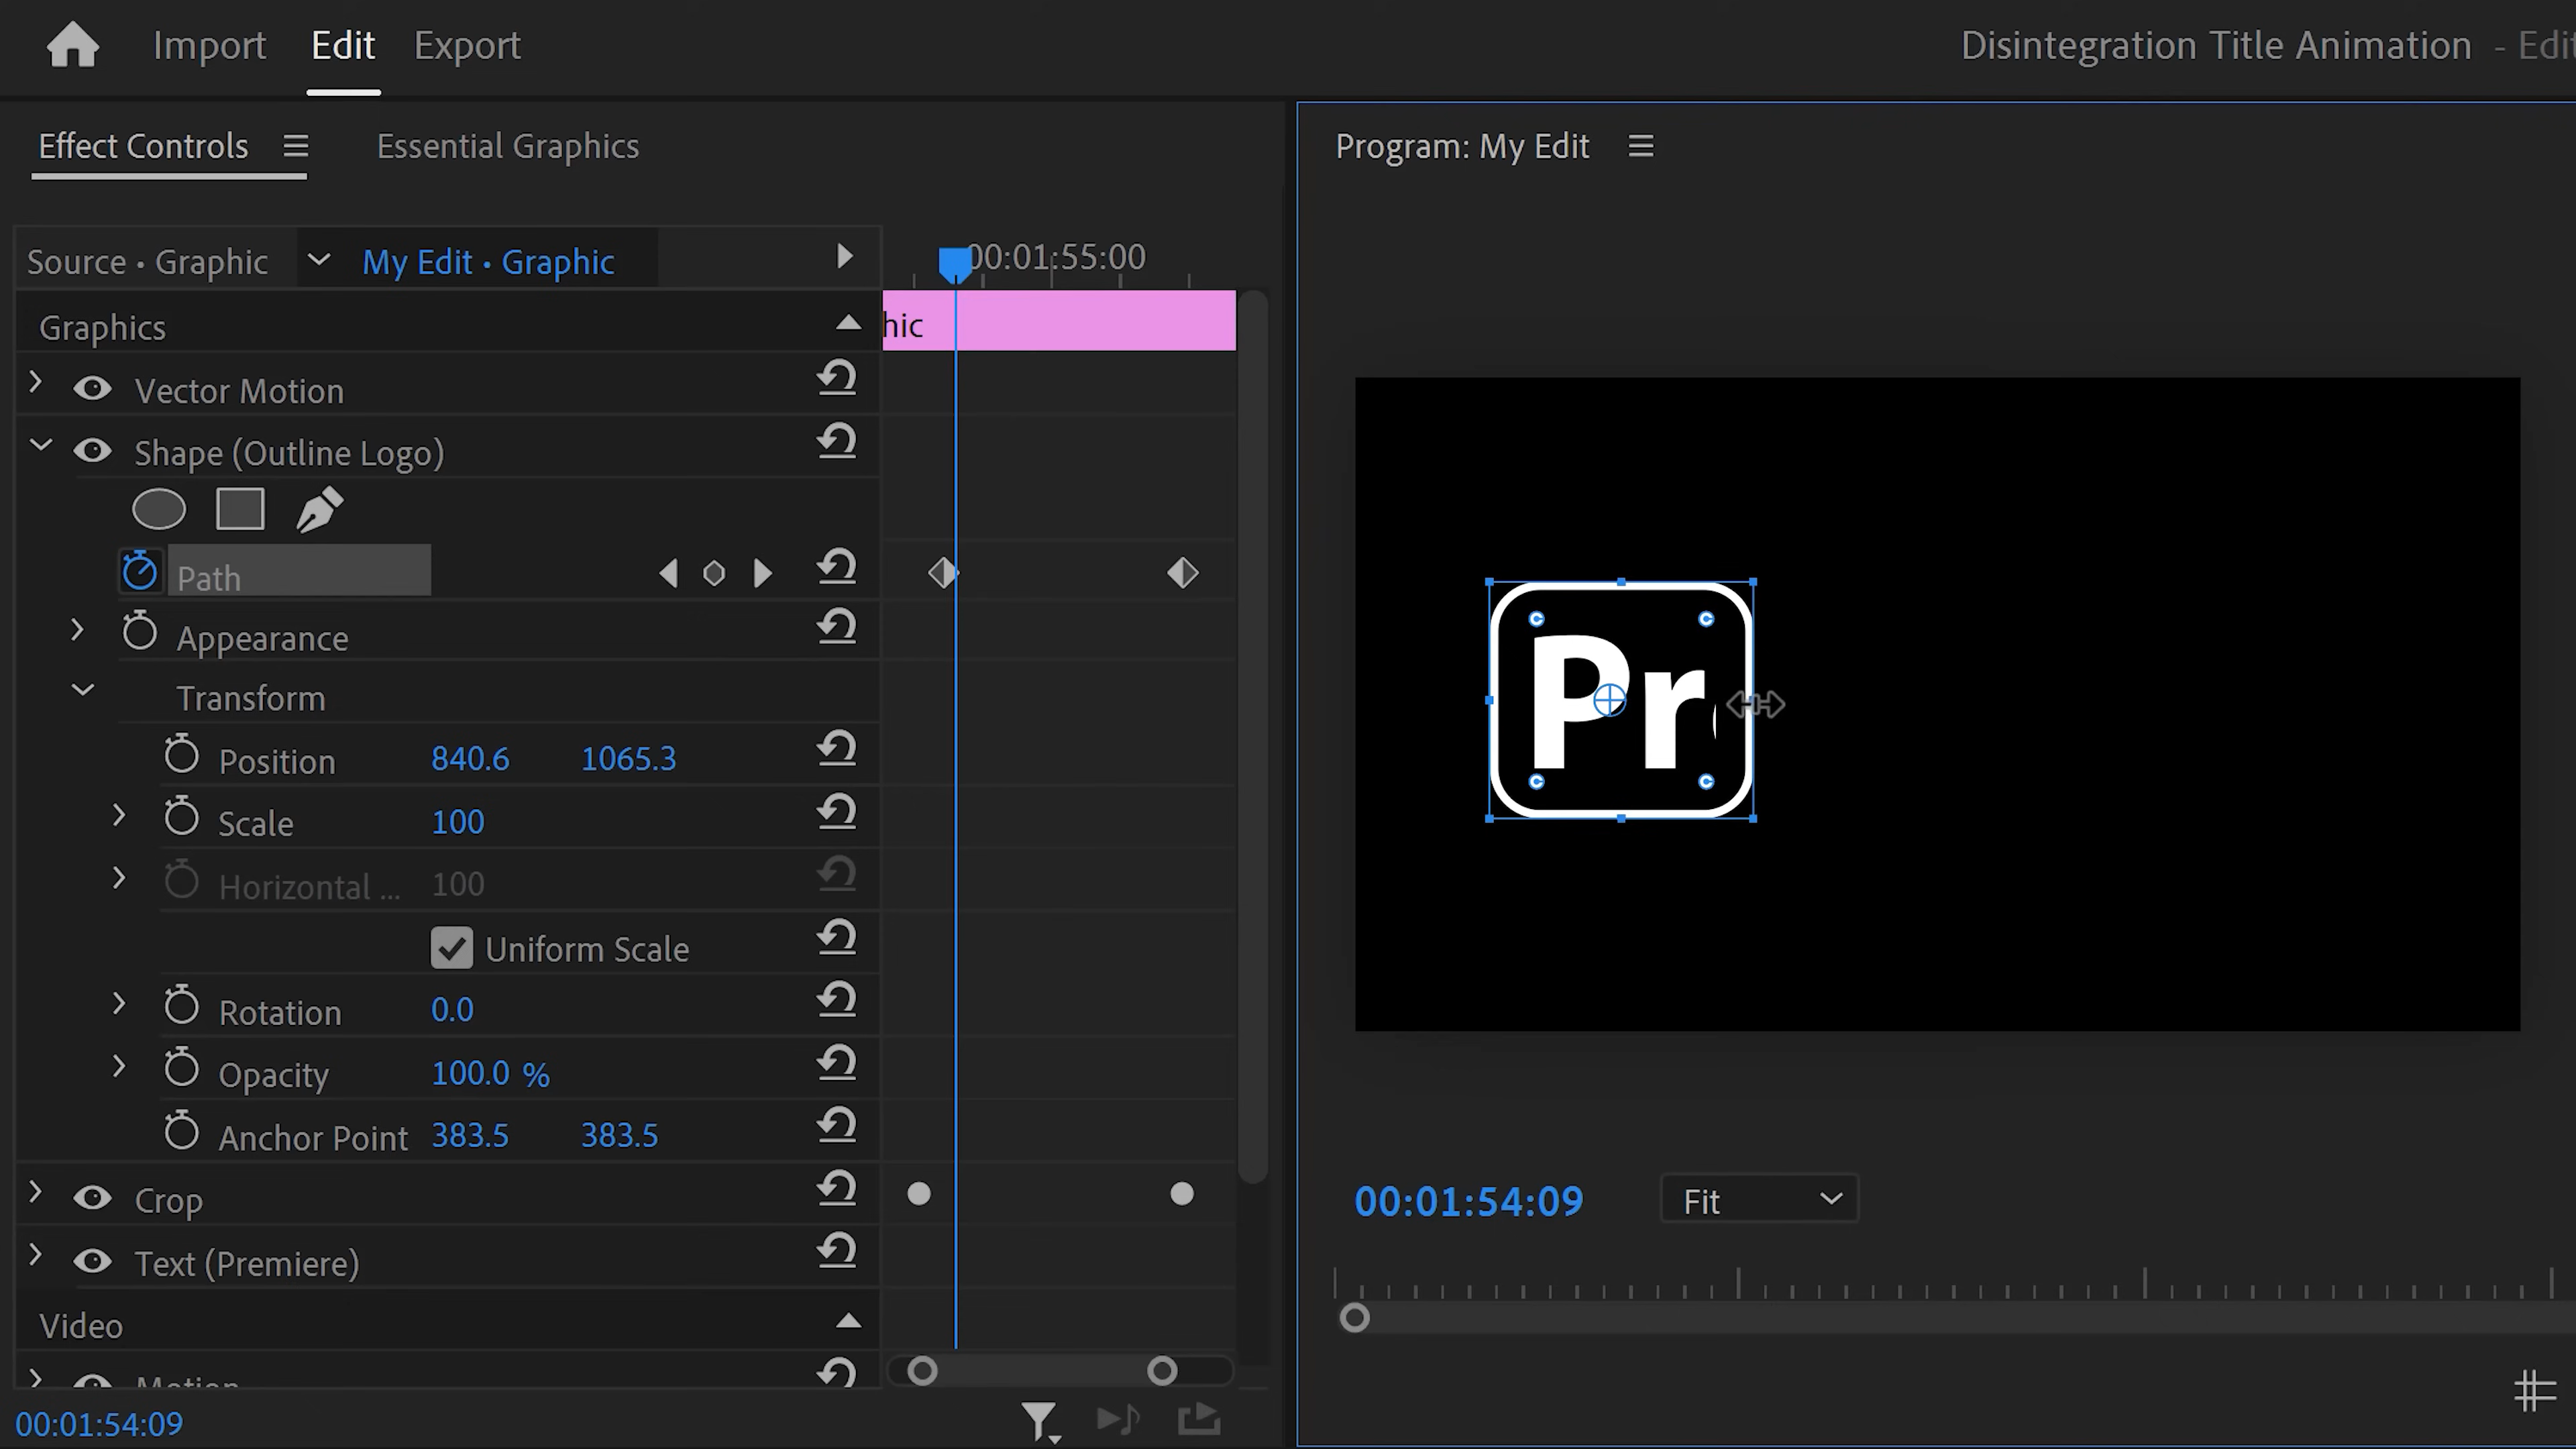 Import Edit Export Disintegration Title Animation - Edit
Effect Controls Essential Graphics Program: My Edit
Source • Graphic My Edit • Graphic 00:01:55:00
Graphics hic
Vector Motion
Shape (Outline Logo)
Path
Appearance
Transform
Position 840.6 1065.3
Scale 100
Horizontal ... 100
Uniform Scale
Rotation 0.0
Opacity 100.0 %
Anchor Point 383.5 383.5
Crop
Text (Premiere)
Video
Motion
00:01:54:09
Pr
00:01:54:09 Fit